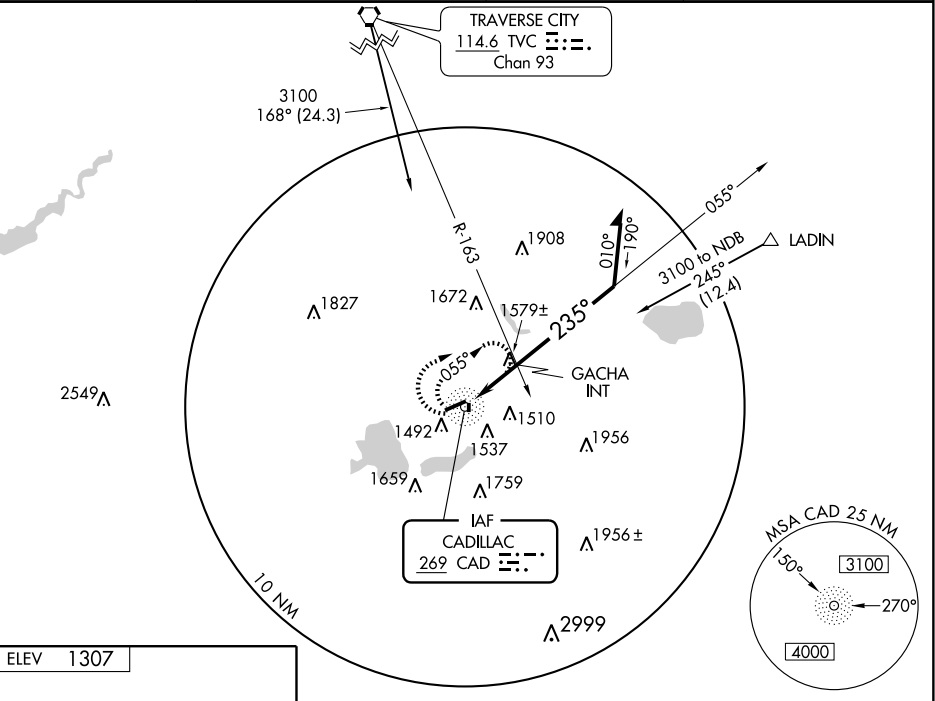 TRAVERSE CITY
114.6 TVC
Chan 93
3100
168° (24.3)
R-163
055°
010°
190°
3100 to NDB
245°
(12.4)
LADIN
1908
1827
1672
1579±
235°
055°
GACHA
INT
2549
1492
1510
1537
1956
1659
1759
IAF
CADILLAC
269 CAD
1956±
10 NM
2999
MSA CAD 25 NM
150°
3100
270°
4000
ELEV 1307